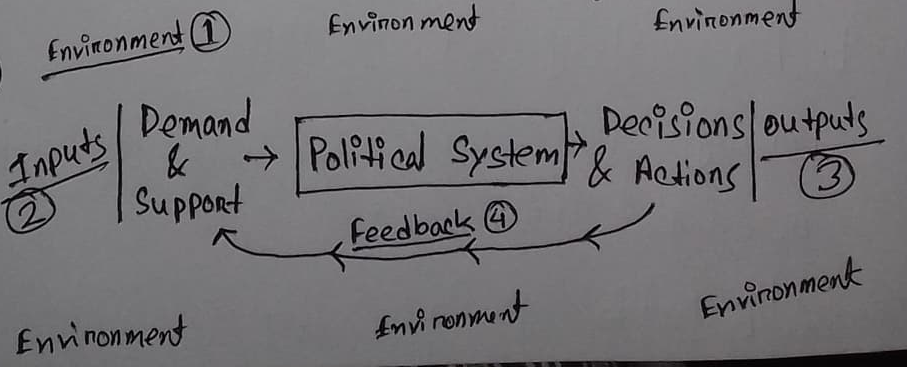 Environment ① Environment Environment
Inputs ② Demand & Support → Political System → Decisions & Actions outputs ③
Feedback ④
Environment Environment Environment